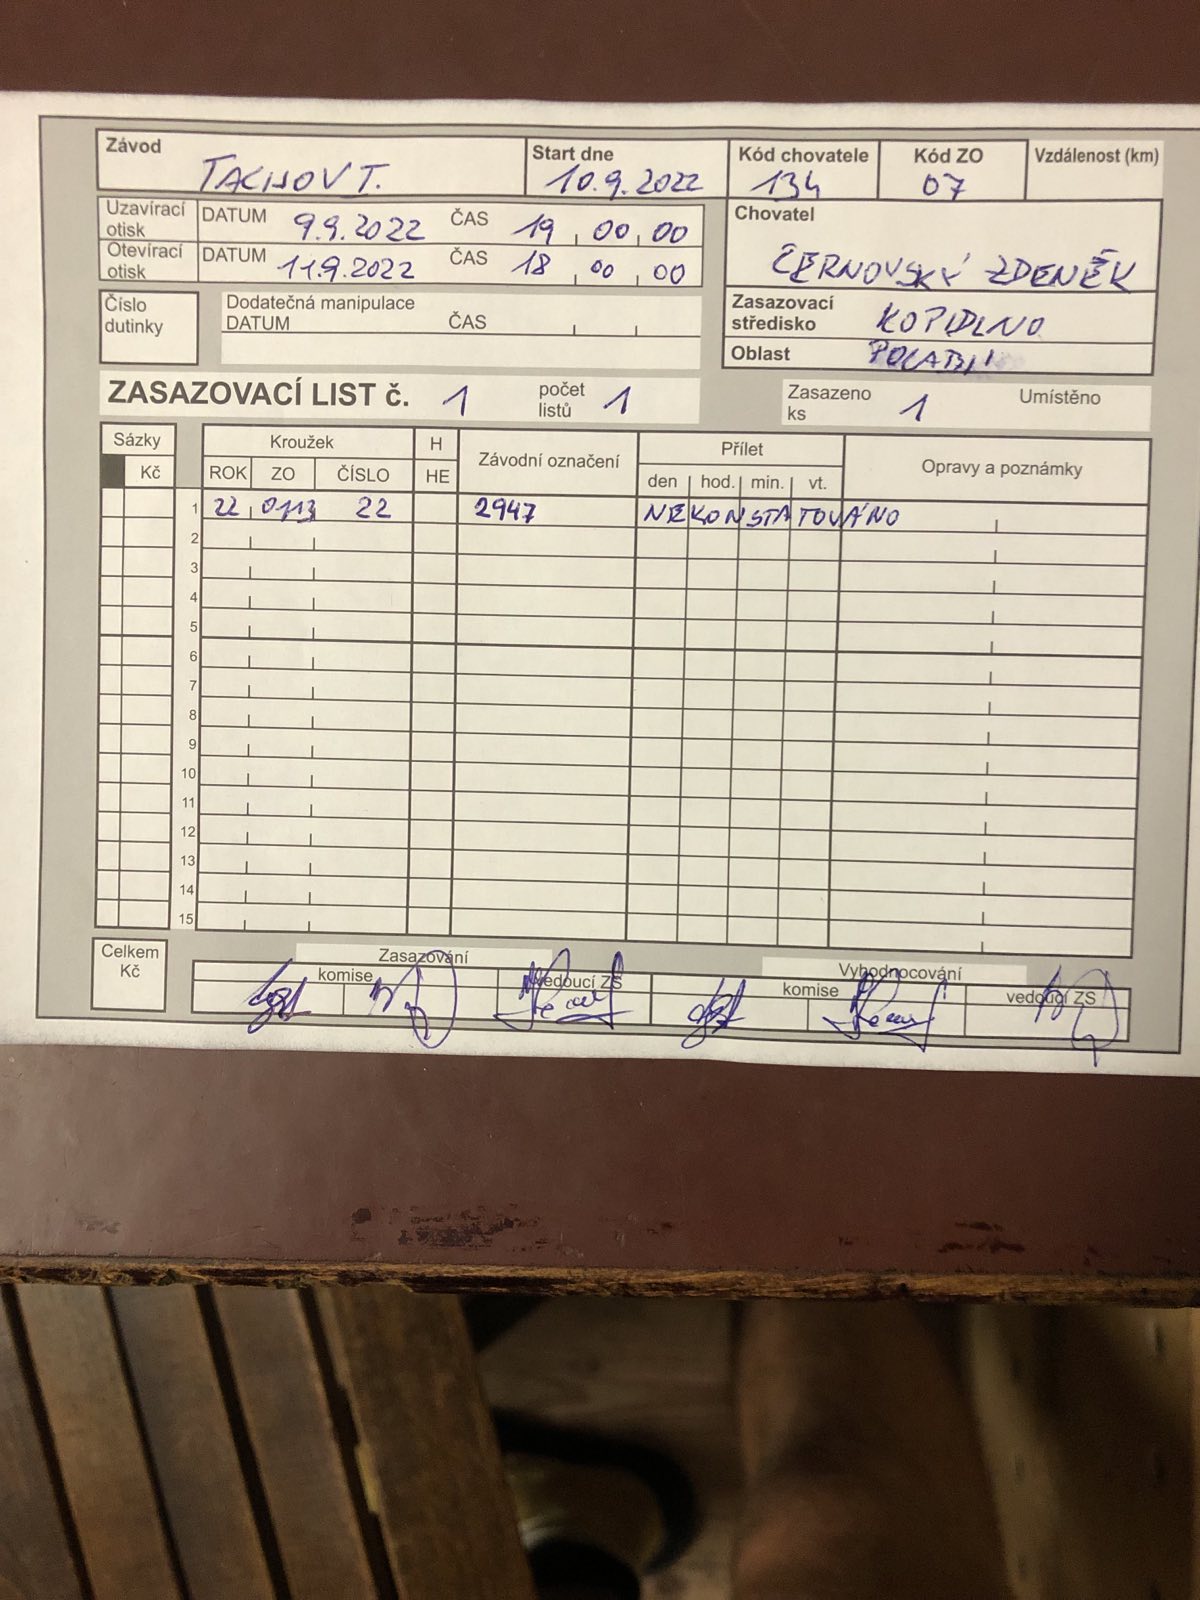 Závod TACHOV T. Start dne 10.9.2022 Kód chovatele 134 Kód ZO 07 Vzdálenost (km)
Uzavírací otisk DATUM 9.9.2022 ČAS 19 00 00
Otevírací otisk DATUM 11.9.2022 ČAS 18 00 00
Chovatel
ČERNOVSKÝ ZDENĚK
Číslo dutinky
Dodatečná manipulace
DATUM ČAS
Zasazovací středisko KOPIDLNO
Oblast POLABÍ
ZASAZOVACÍ LIST č. 1 počet listů 1 Zasazeno ks 1 Umístěno
Sázky Kroužek H Závodní označení Přílet Opravy a poznámky
Kč ROK ZO ČÍSLO HE den hod. min. vt.
1 22 0113 22 2947 NEKONSTATOVÁNO
2
3
4
5
6
7
8
9
10
11
12
13
14
15
Celkem Kč
Zasazování Vyhodnocování
komise vedoucí ZS komise vedoucí ZS